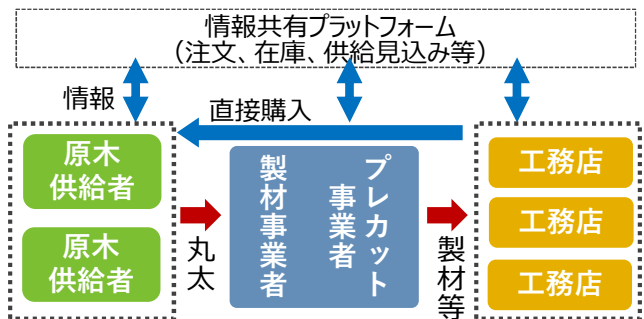 情報共有プラットフォーム
（注文、在庫、供給見込み等）
情報
直接購入
原木
供給者
原木
供給者
丸太
プレカット
事業者
製材事業者
製材等
工務店
工務店
工務店